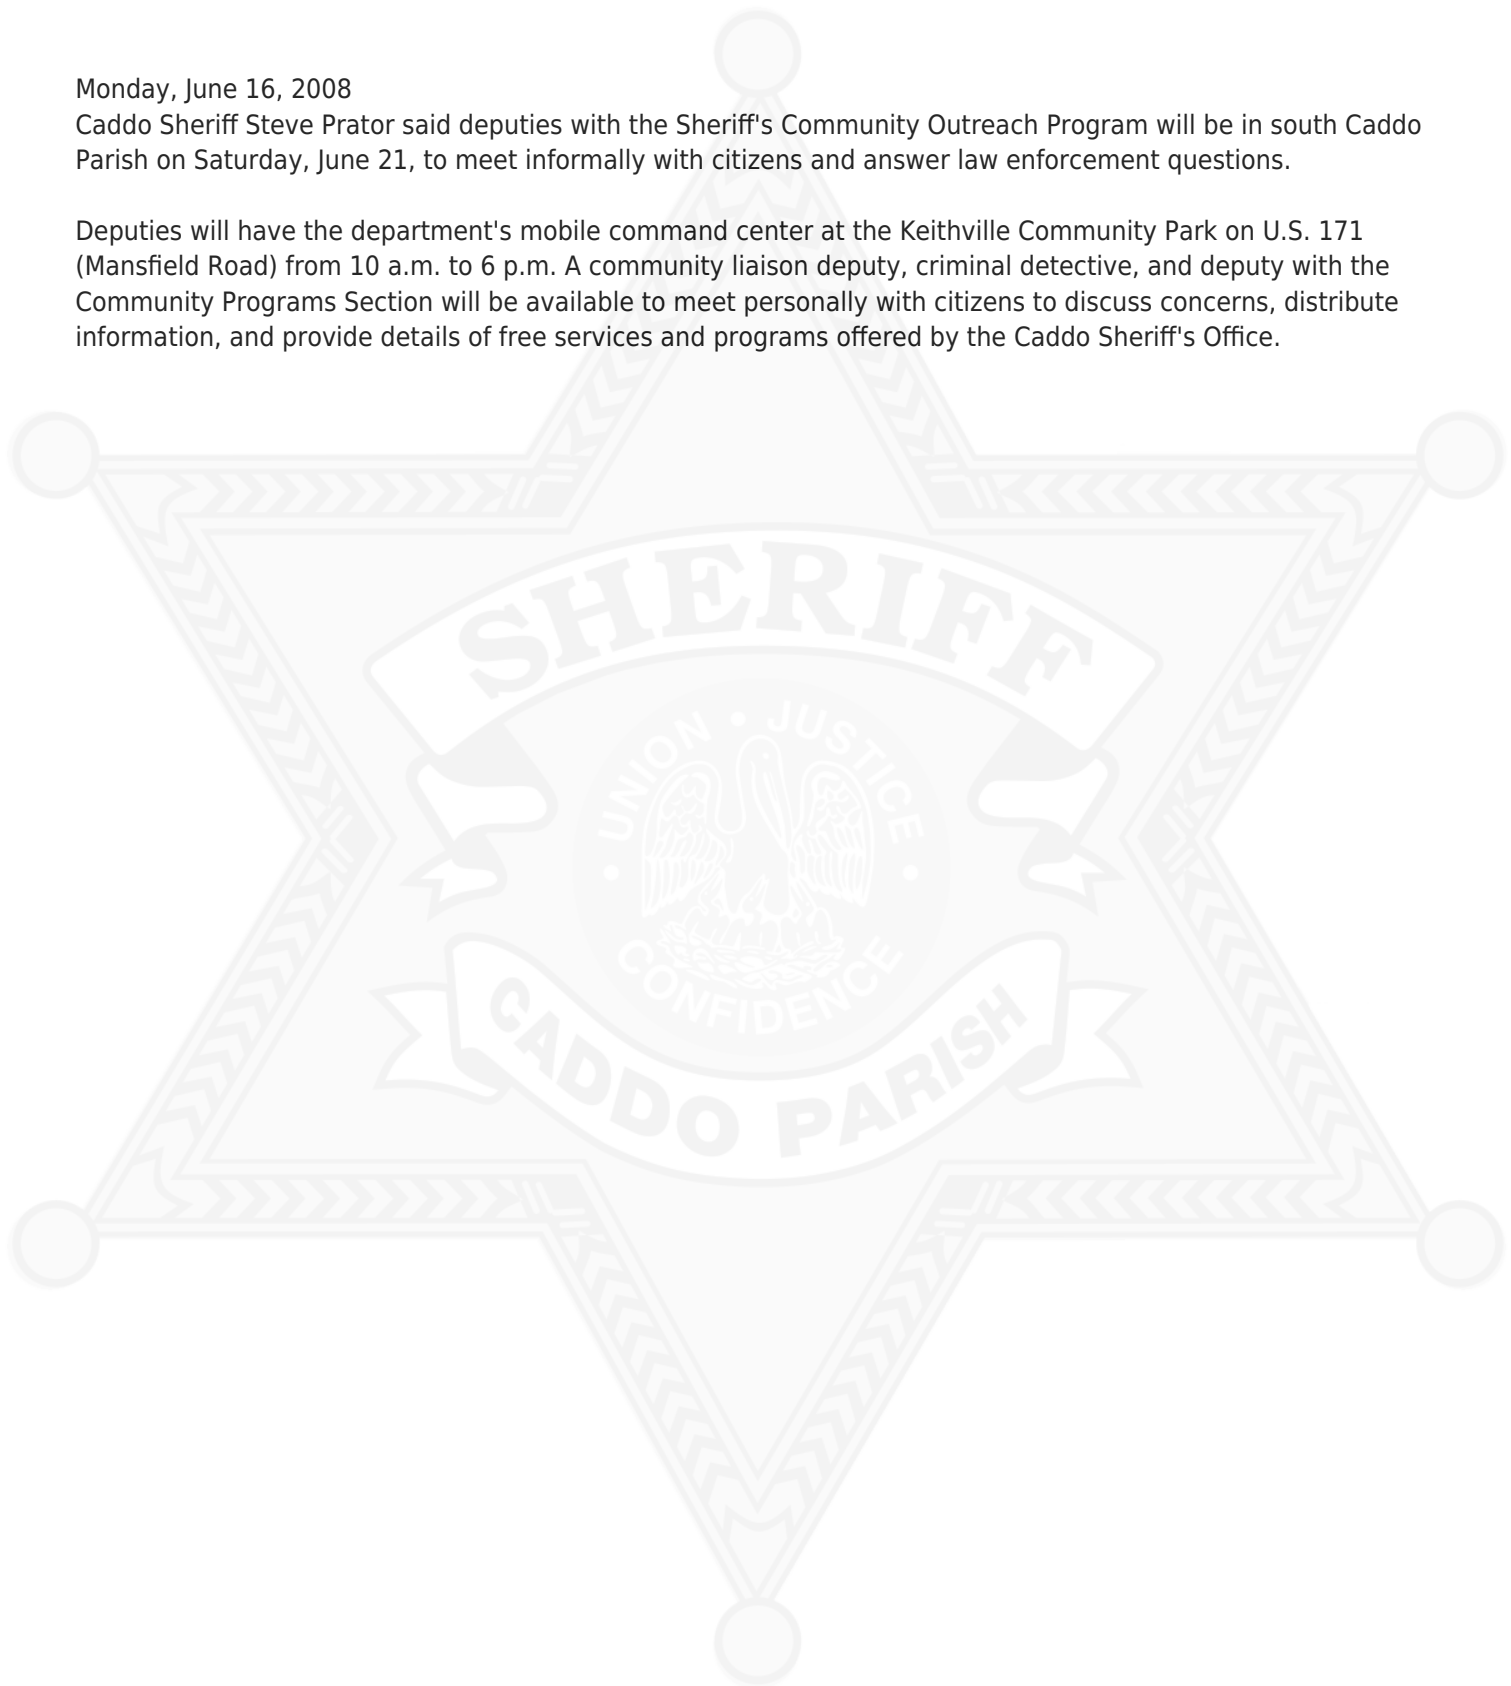 Monday, June 16, 2008
Caddo Sheriff Steve Prator said deputies with the Sheriff's Community Outreach Program will be in south Caddo
Parish on Saturday, June 21, to meet informally with citizens and answer law enforcement questions.
Deputies will have the department's mobile command center at the Keithville Community Park on U.S. 171
(Mansfield Road) from 10 a.m. to 6 p.m. A community liaison deputy, criminal detective, and deputy with the
Community Programs Section will be available to meet personally with citizens to discuss concerns, distribute
information, and provide details of free services and programs offered by the Caddo Sheriff's Office.
SHERIFF
UNION • JUSTICE •
CONFIDENCE •
CADDO PARISH